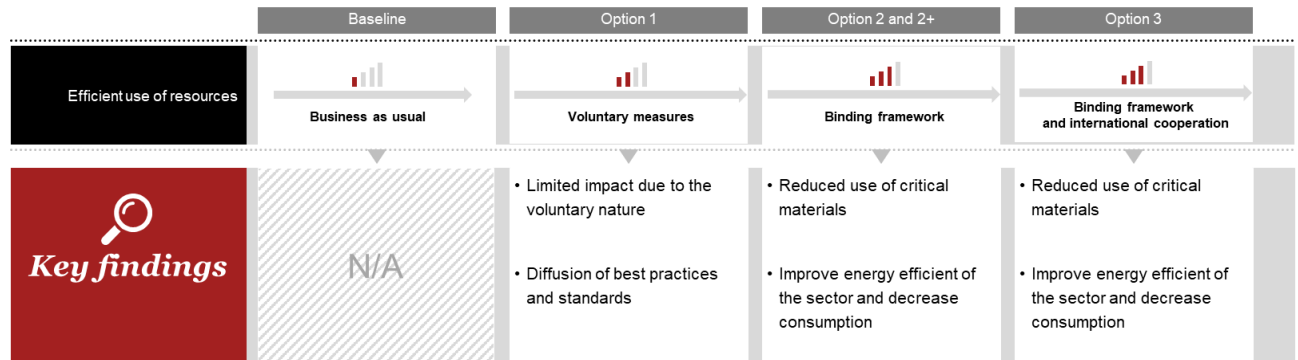 Baseline
Option 1
Option 2 and 2+
Option 3
Efficient use of resources
Business as usual
Voluntary measures
Binding framework
Binding framework
and international cooperation
Key findings
N/A
• Limited impact due to the
voluntary nature
• Diffusion of best practices
and standards
• Reduced use of critical
materials
• Improve energy efficient of
the sector and decrease
consumption
• Reduced use of critical
materials
• Improve energy efficient of
the sector and decrease
consumption